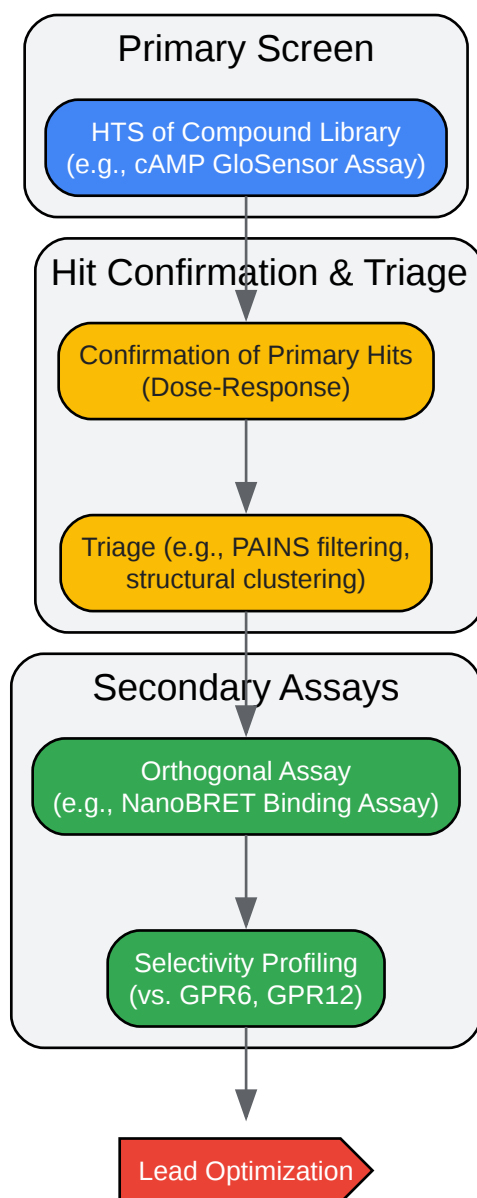 Primary Screen
HTS of Compound Library
(e.g., cAMP GloSensor Assay)
Hit Confirmation & Triage
Confirmation of Primary Hits
(Dose-Response)
Triage (e.g., PAINS filtering,
structural clustering)
Secondary Assays
Orthogonal Assay
(e.g., NanoBRET Binding Assay)
Selectivity Profiling
(vs. GPR6, GPR12)
Lead Optimization